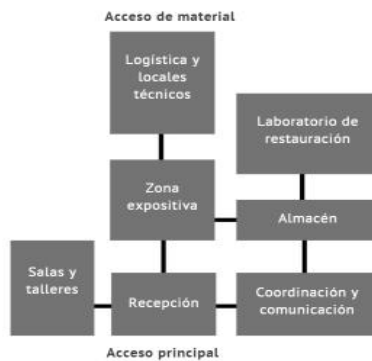 Acceso de material
Logística y
locales
técnicos
Laboratorio de
restauración
Zona
expositiva
Almacén
Salas y
talleres
Recepción
Coordinación y
comunicación
Acceso principal